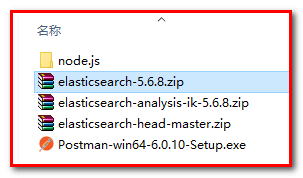 名称
node.js
elasticsearch-5.6.8.zip
elasticsearch-analysis-ik-5.6.8.zip
elasticsearch-head-master.zip
Postman-win64-6.0.10-Setup.exe